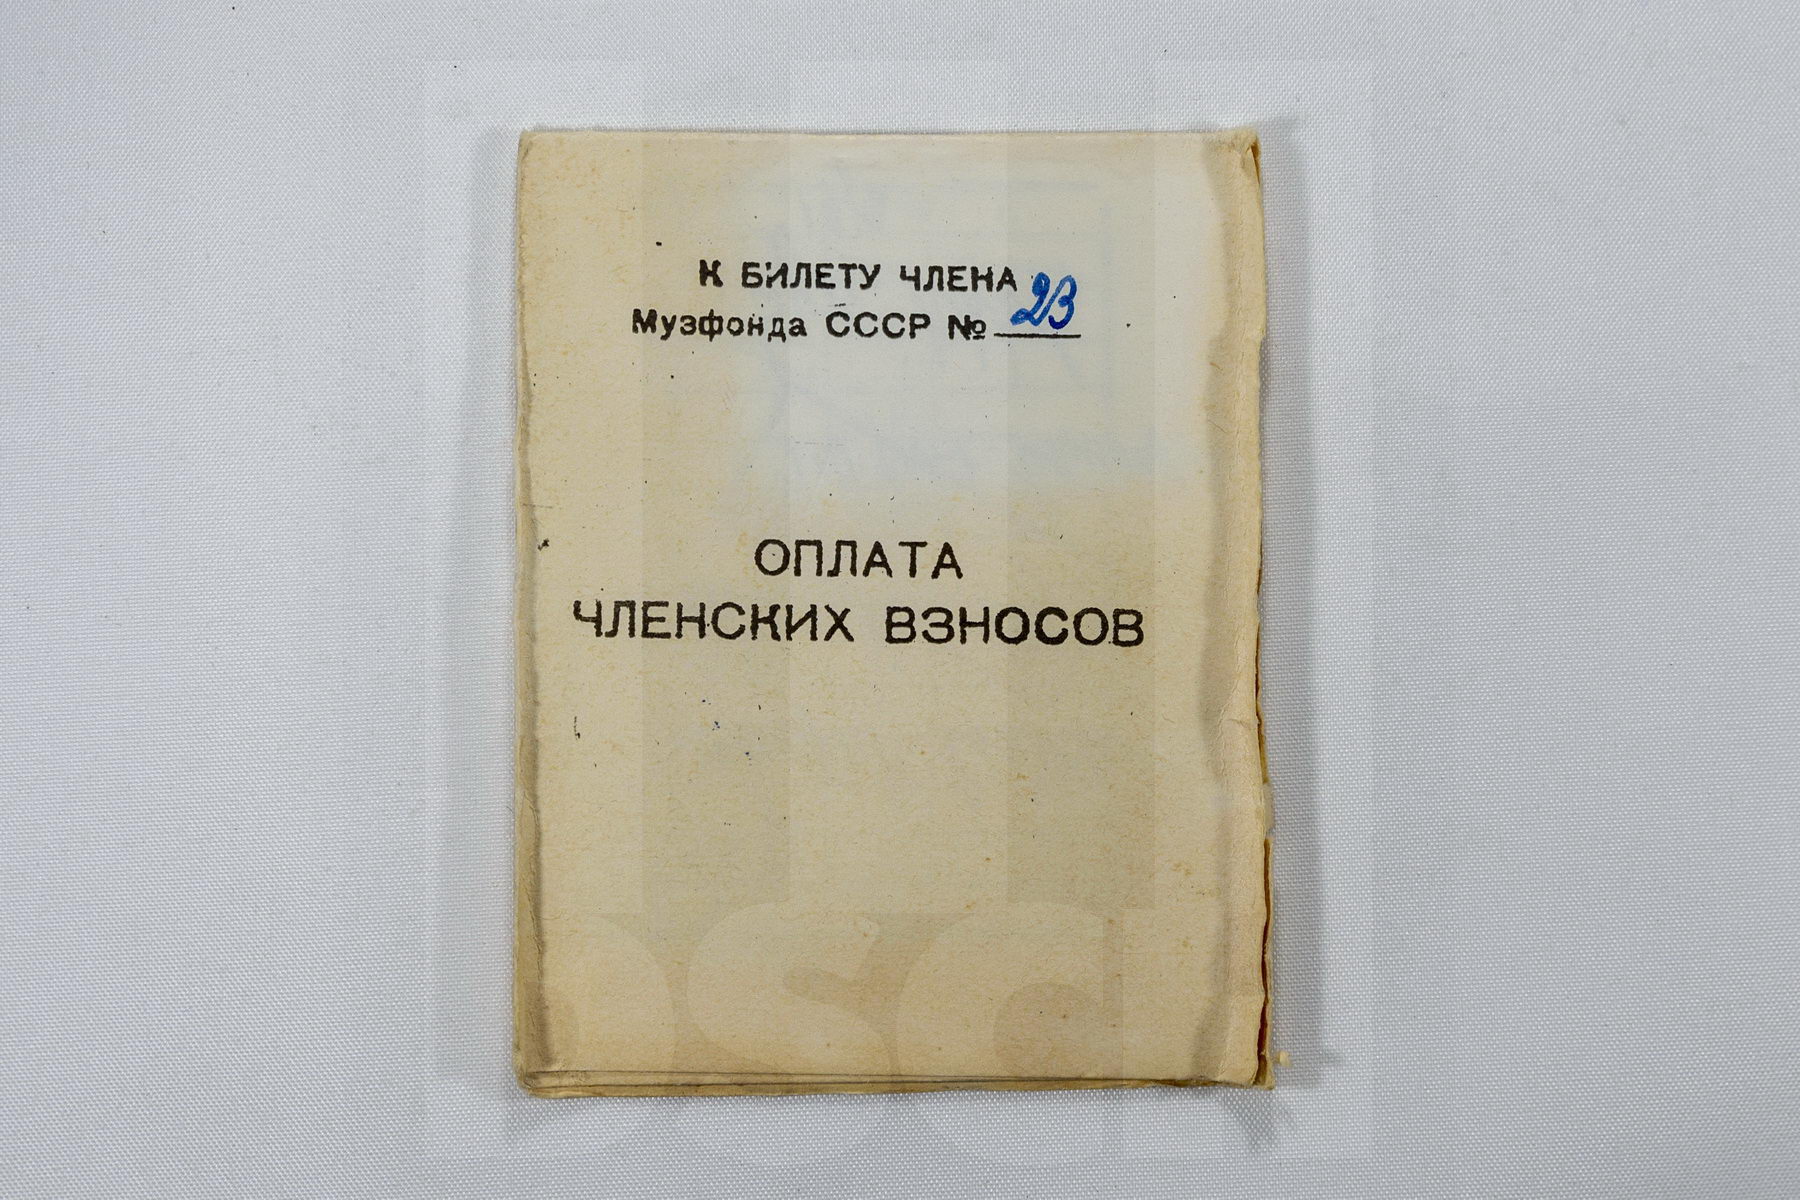 К БИЛЕТУ ЧЛЕНА
Музфонда СССР № 23
ОПЛАТА
ЧЛЕНСКИХ ВЗНОСОВ